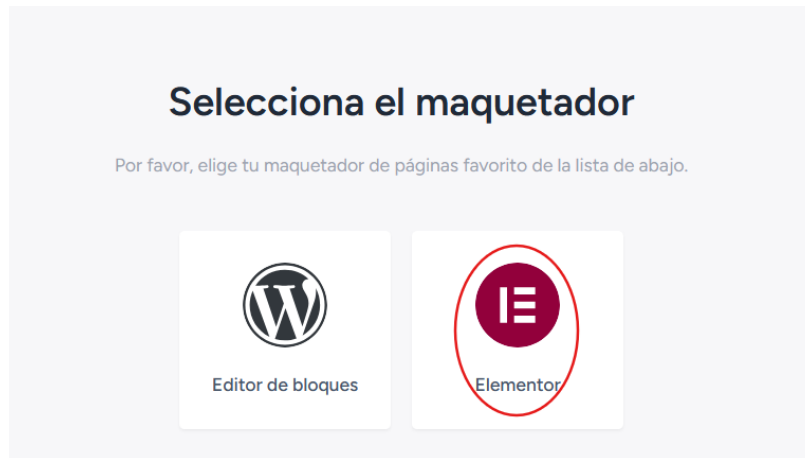 Selecciona el maquetador
Por favor, elige tu maquetador de páginas favorito de la lista de abajo.
Editor de bloques
Elementor